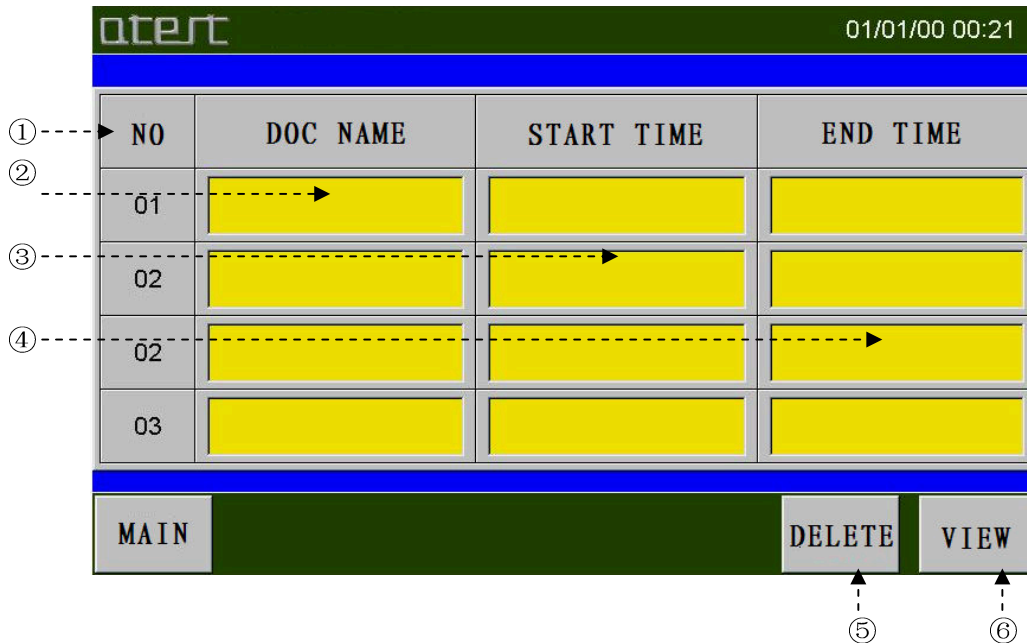 atest 01/01/00 00:21
① NO DOC NAME START TIME END TIME
②
01
③ 02
④ 02
03
MAIN DELETE VIEW
⑤ ⑥